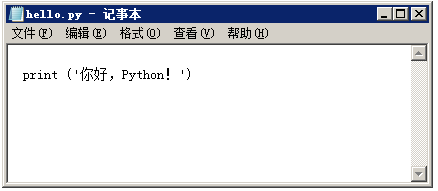 hello.py - 记事本
文件(F) 编辑(E) 格式(O) 查看(V) 帮助(H)
print ('你好，Python! ')